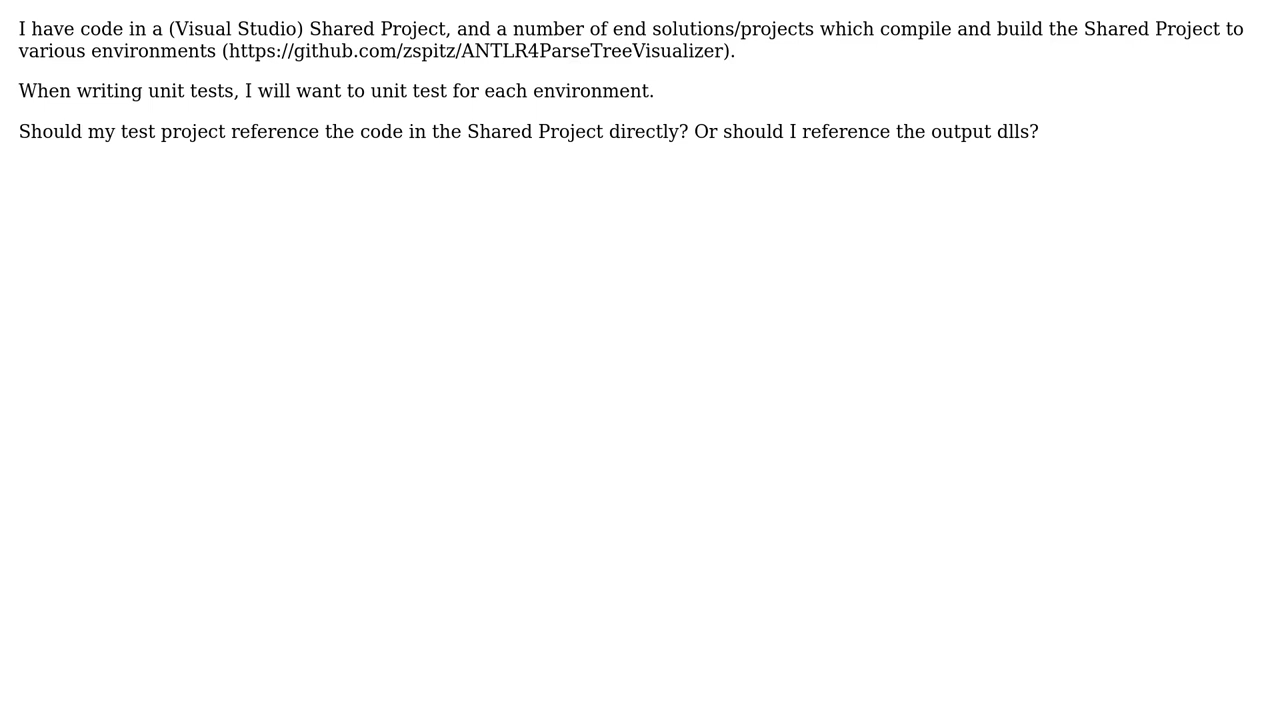 I have code in a (Visual Studio) Shared Project, and a number of end solutions/projects which compile and build the Shared Project to
various environments (https://github.com/zspitz/ANTLR4ParseTreeVisualizer).
When writing unit tests, I will want to unit test for each environment.
Should my test project reference the code in the Shared Project directly? Or should I reference the output dlls?